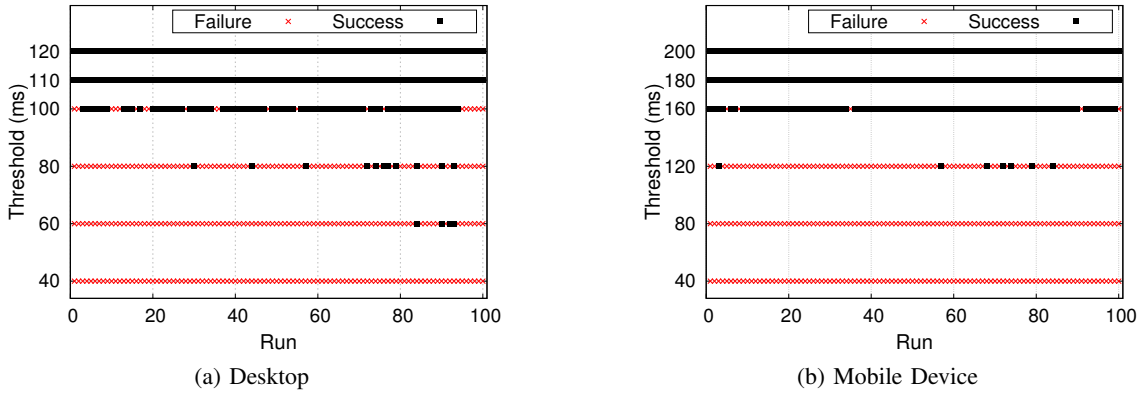 Failure Success
120
110
100
80
60
40
Threshold (ms)
0 20 40 60 80 100
Run
(a) Desktop
Failure Success
200
180
160
120
80
40
Threshold (ms)
0 20 40 60 80 100
Run
(b) Mobile Device